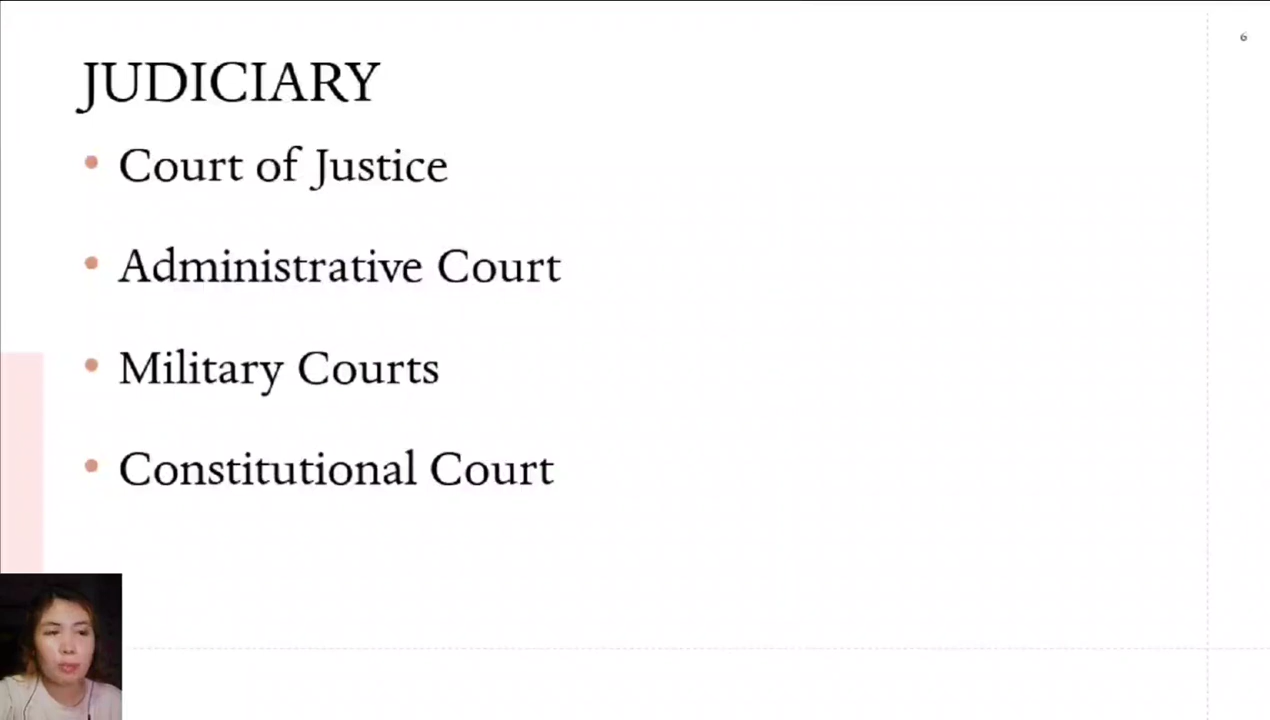 6
JUDICIARY
• Court of Justice
• Administrative Court
• Military Courts
• Constitutional Court